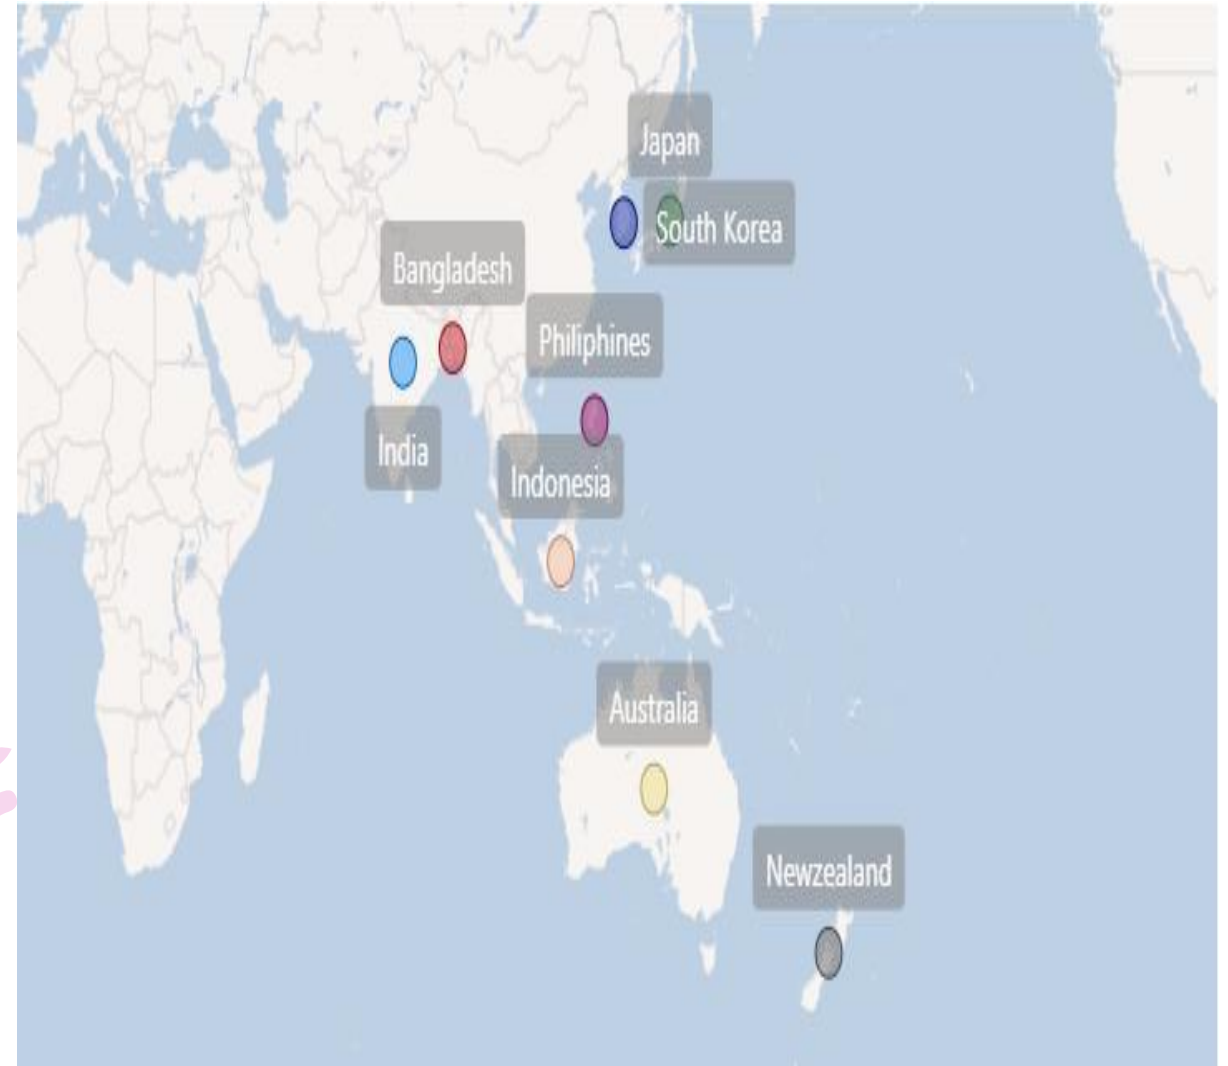 Japan
South Korea
Bangladesh
Philiphines
India
Indonesia
Australia
Newzealand